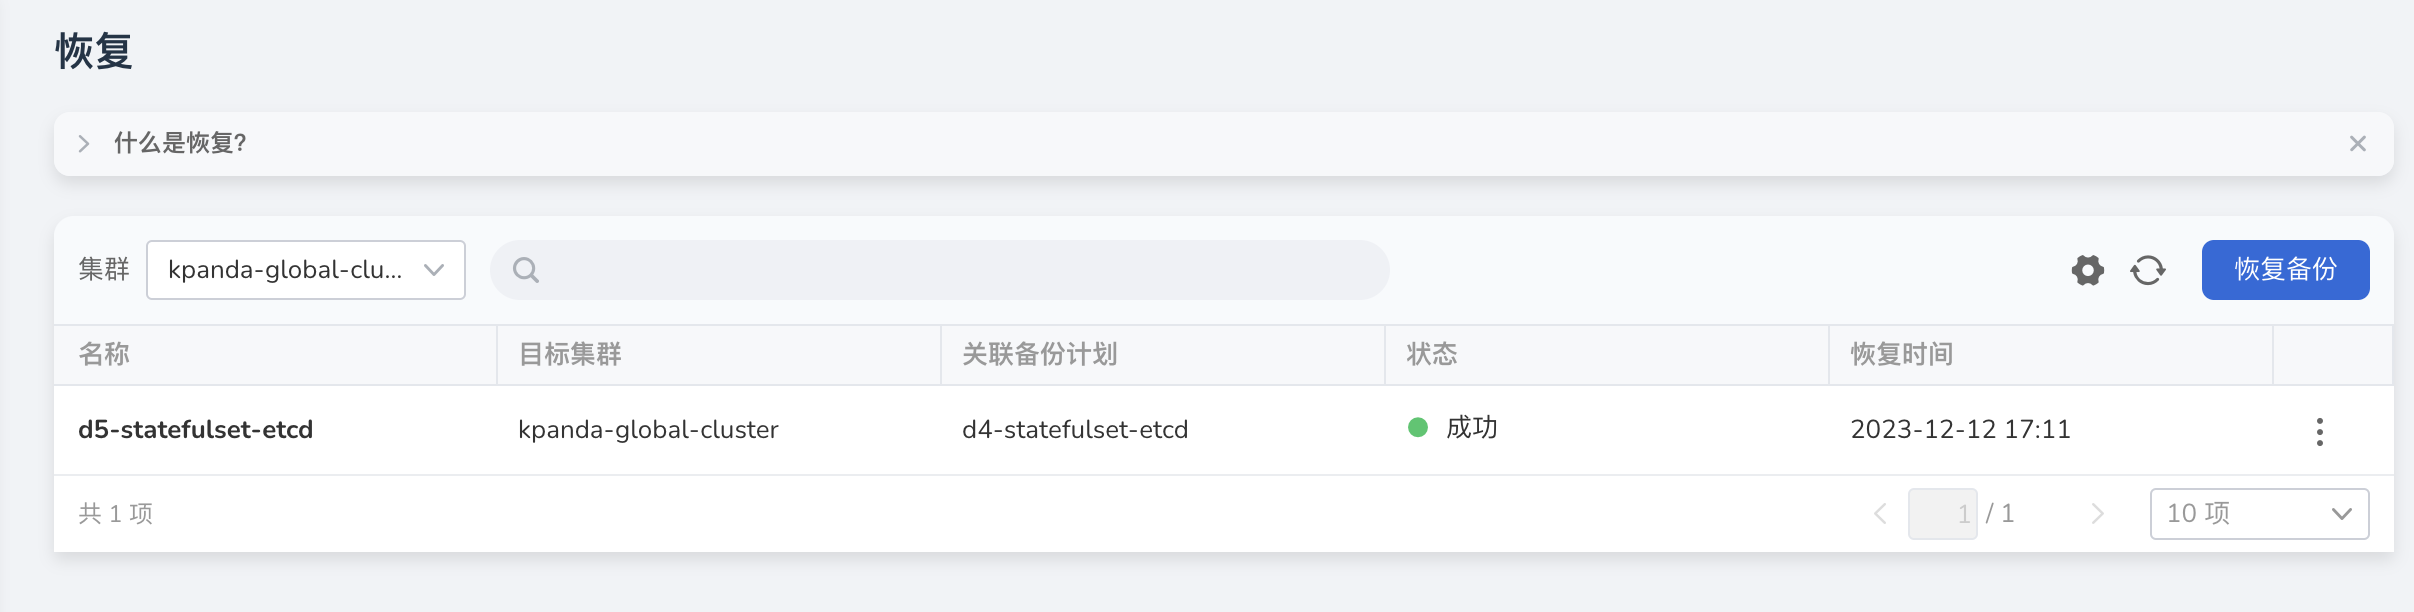 恢复
什么是恢复?
集群 kpanda-global-clu... 恢复备份
名称 目标集群 关联备份计划 状态 恢复时间
d5-statefulset-etcd kpanda-global-cluster d4-statefulset-etcd 成功 2023-12-12 17:11
共 1 项 1 / 1 10 项